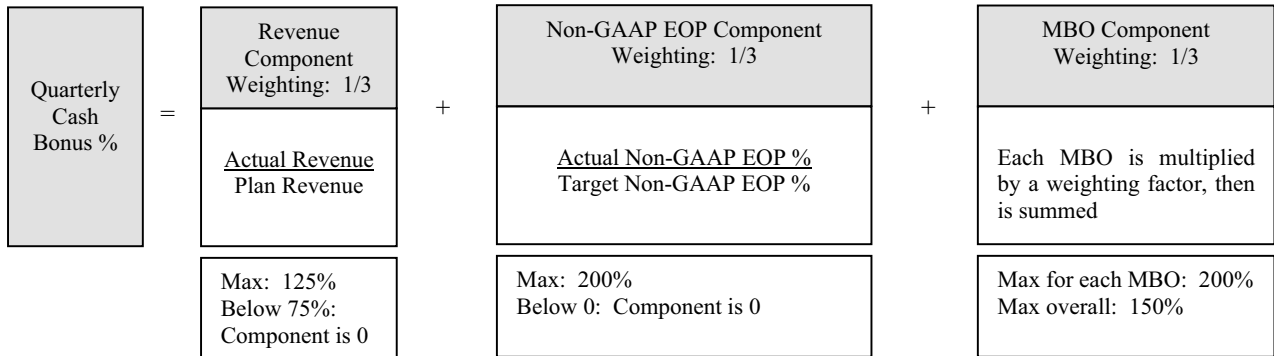 Quarterly
Cash
Bonus %
=
Revenue
Component
Weighting: 1/3
Actual Revenue
Plan Revenue
Max: 125%
Below 75%:
Component is 0
+
Non-GAAP EOP Component
Weighting: 1/3
Actual Non-GAAP EOP %
Target Non-GAAP EOP %
Max: 200%
Below 0: Component is 0
+
MBO Component
Weighting: 1/3
Each MBO is multiplied
by a weighting factor, then
is summed
Max for each MBO: 200%
Max overall: 150%